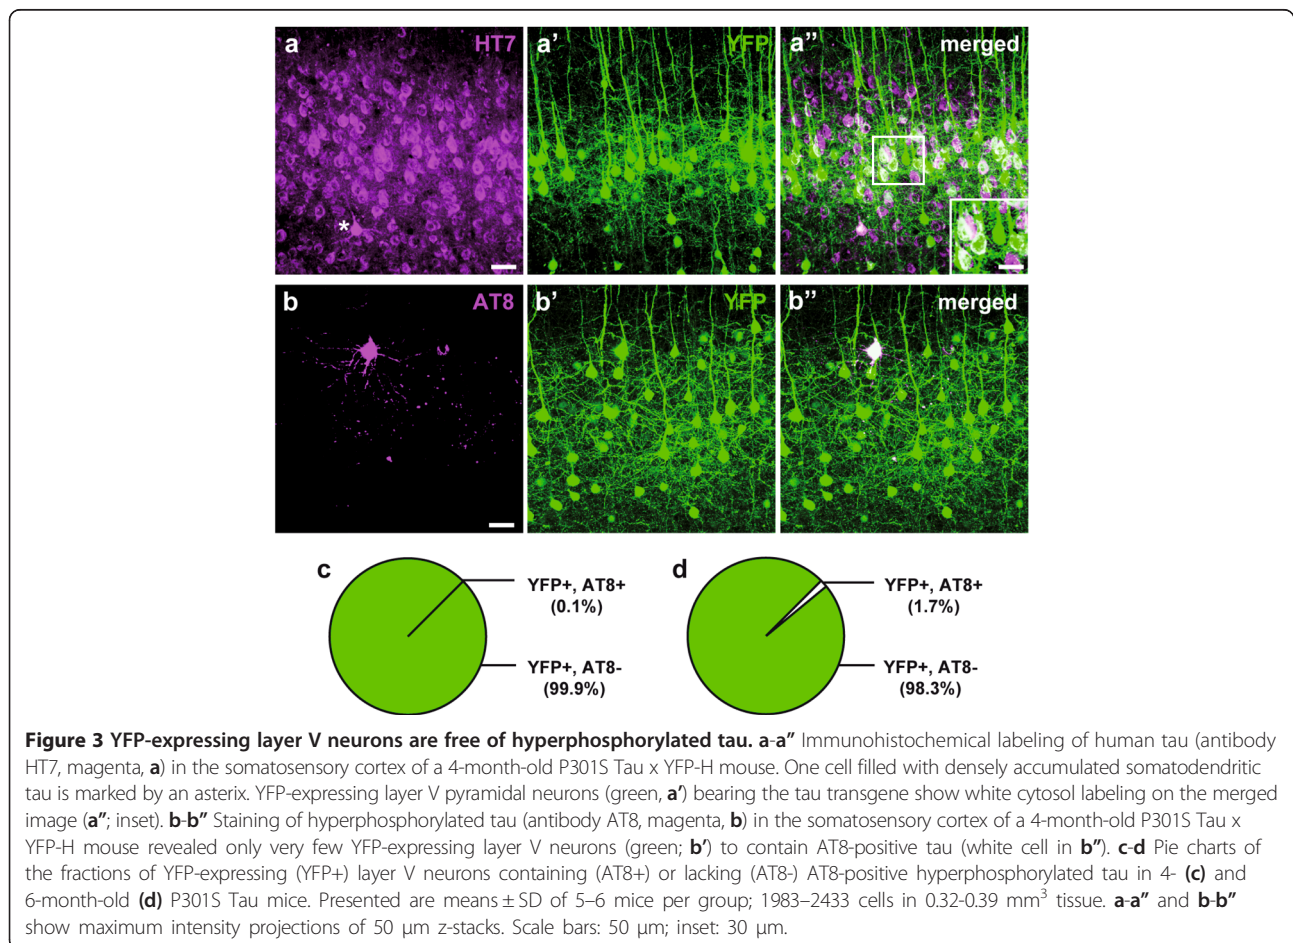 a HT7 a’ YFP a” merged
*
b AT8 b’ YFP b” merged
c YFP+, AT8+ (0.1%)
YFP+, AT8- (99.9%)
d YFP+, AT8+ (1.7%)
YFP+, AT8- (98.3%)
Figure 3 YFP-expressing layer V neurons are free of hyperphosphorylated tau. a-a” Immunohistochemical labeling of human tau (antibody
HT7, magenta, a) in the somatosensory cortex of a 4-month-old P301S Tau x YFP-H mouse. One cell filled with densely accumulated somatodendritic
tau is marked by an asterix. YFP-expressing layer V pyramidal neurons (green, a’) bearing the tau transgene show white cytosol labeling on the merged
image (a”; inset). b-b” Staining of hyperphosphorylated tau (antibody AT8, magenta, b) in the somatosensory cortex of a 4-month-old P301S Tau x
YFP-H mouse revealed only very few YFP-expressing layer V neurons (green; b’) to contain AT8-positive tau (white cell in b”). c-d Pie charts of
the fractions of YFP-expressing (YFP+) layer V neurons containing (AT8+) or lacking (AT8-) AT8-positive hyperphosphorylated tau in 4- (c) and
6-month-old (d) P301S Tau mice. Presented are means ± SD of 5–6 mice per group; 1983–2433 cells in 0.32-0.39 mm³ tissue. a-a” and b-b”
show maximum intensity projections of 50 μm z-stacks. Scale bars: 50 μm; inset: 30 μm.